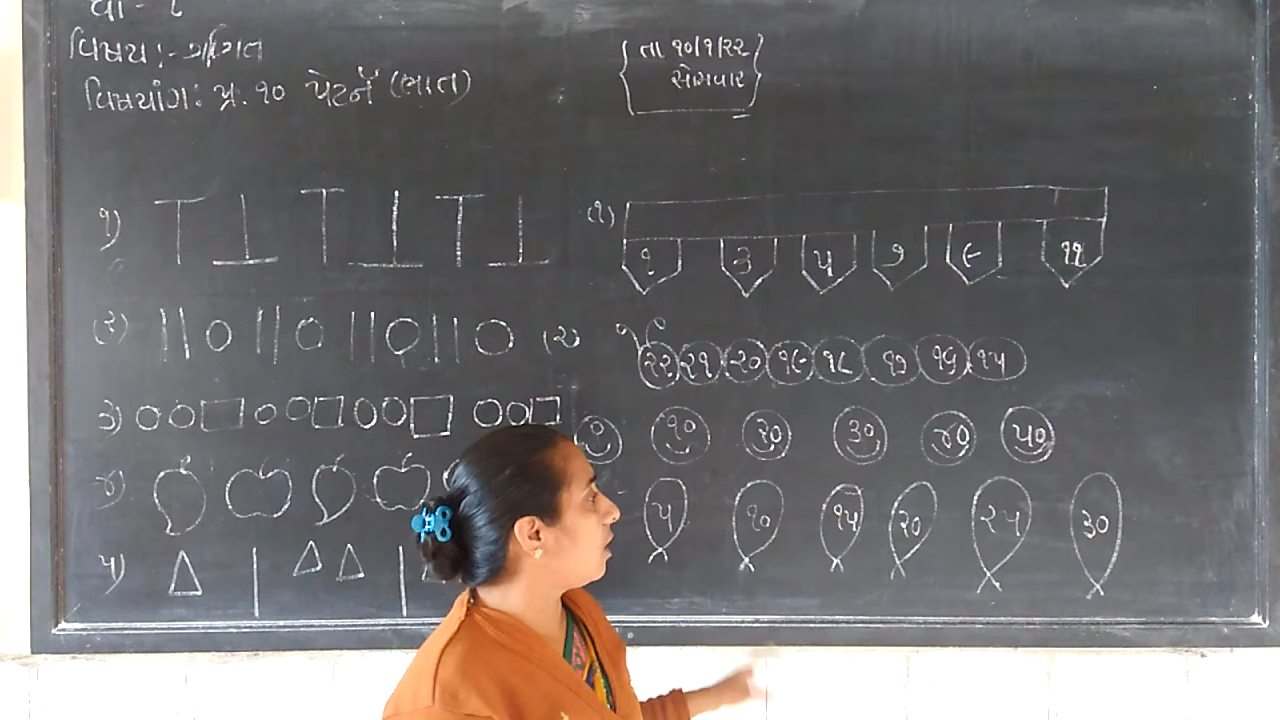 વિષય :- ગણિત
વિષયાંગ: પ્ર. ૧૦ પેટર્ન (ભાત)
તા ૧૦/૧/૨૨
સોમવાર
૧)
(૨)
૩)
૪)
૫)
(૧)
૧ ૩ ૫ ૭ ૯ ૧૧
(૨
૨૨ ૨૧ ૨૦ ૧૯ ૧૮ ૧૭ ૧૬ ૧૫
૦ ૧૦ ૨૦ ૩૦ ૪૦ ૫૦
૫ ૧૦ ૧૫ ૨૦ ૨૫ ૩૦